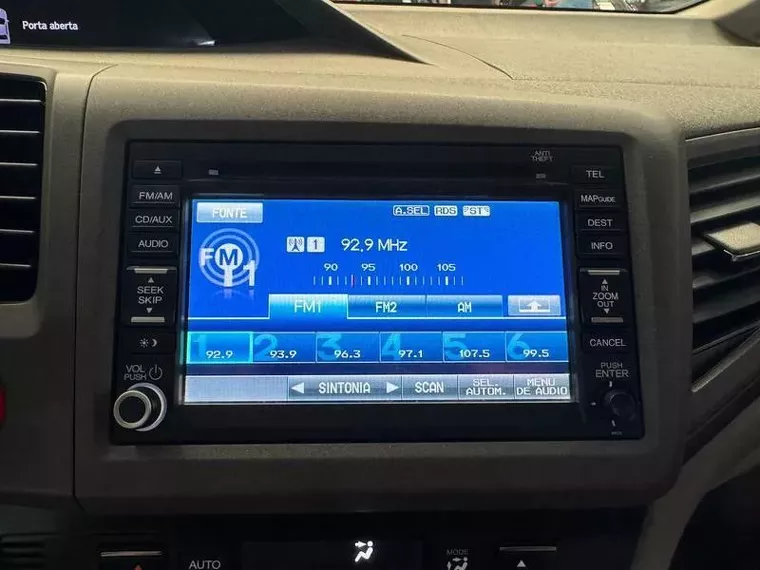 Porta aberta
ANTI THEFT
FM/AM
CD/AUX
AUDIO
SEEK
SKIP
VOL
PUSH
FONTE
A.SEL RDS ST
FM1
1 92.9 MHz
90 95 100 105
FM1 FM2 AM
1 92.9 2 93.9 3 96.3 4 97.1 5 107.5 6 99.5
SINTONIA SCAN SEL. AUTOM. MENU DE ÁUDIO
TEL
MAP GUIDE
DEST
INFO
IN
ZOOM
OUT
CANCEL
PUSH
ENTER
AUTO
MODE